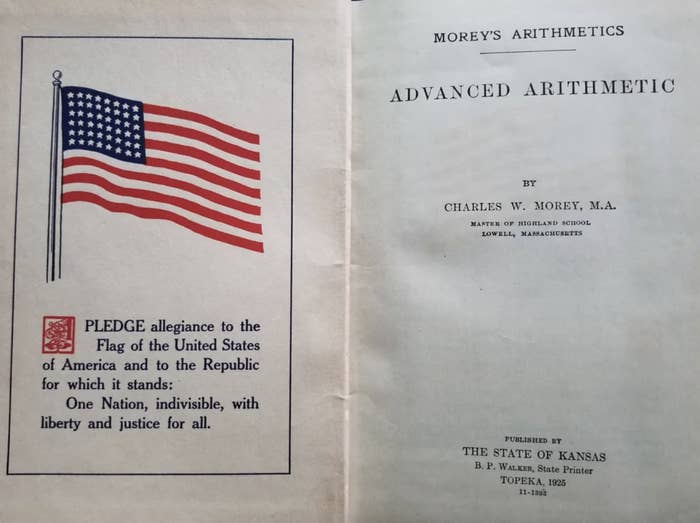 I PLEDGE allegiance to the
Flag of the United States
of America and to the Republic
for which it stands:
One Nation, indivisible, with
liberty and justice for all.
MOREY'S ARITHMETICS
ADVANCED ARITHMETIC
BY
CHARLES W. MOREY, M.A.
MASTER OF HIGHLAND SCHOOL
LOWELL, MASSACHUSETTS
PUBLISHED BY
THE STATE OF KANSAS
B. P. WALKER, State Printer
TOPEKA, 1925